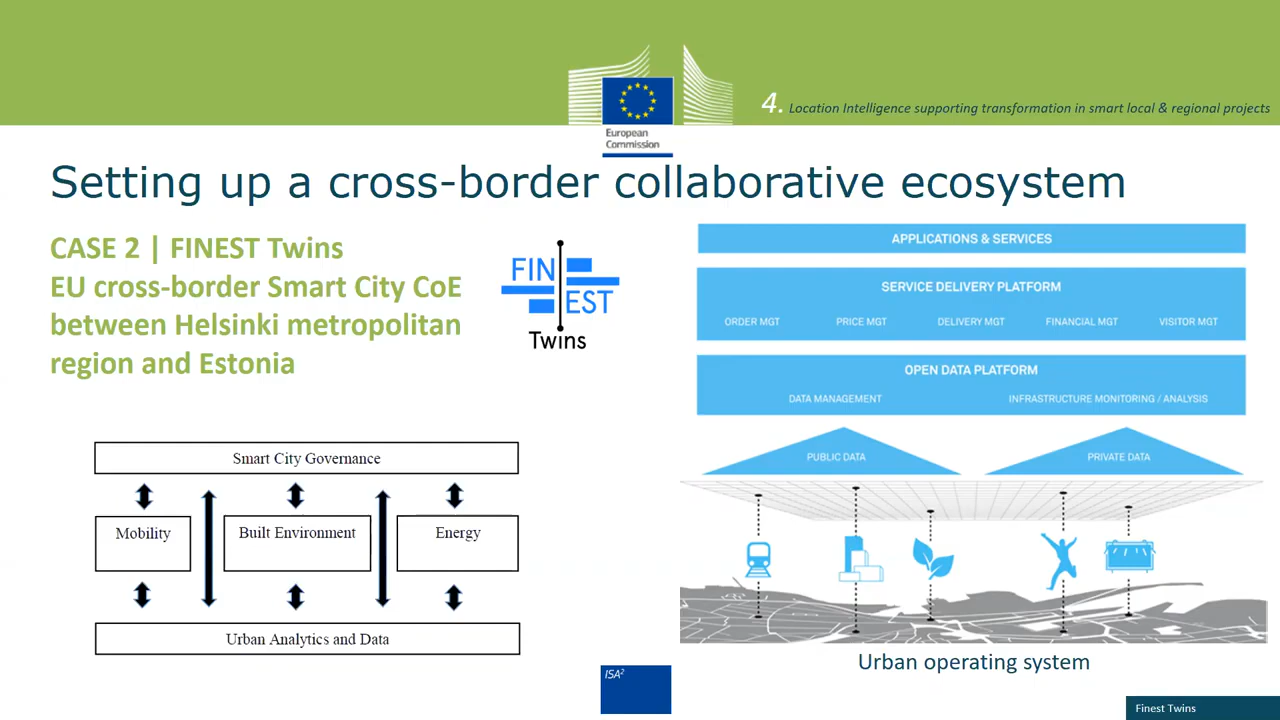 4. Location Intelligence supporting transformation in smart local & regional projects
European
Commission
Setting up a cross-border collaborative ecosystem
CASE 2 | FINEST Twins
EU cross-border Smart City CoE
between Helsinki metropolitan
region and Estonia
FIN
EST
Twins
Smart City Governance
Mobility
Built Environment
Energy
Urban Analytics and Data
APPLICATIONS & SERVICES
SERVICE DELIVERY PLATFORM
ORDER MGT
PRICE MGT
DELIVERY MGT
FINANCIAL MGT
VISITOR MGT
OPEN DATA PLATFORM
DATA MANAGEMENT
INFRASTRUCTURE MONITORING / ANALYSIS
PUBLIC DATA
PRIVATE DATA
Urban operating system
ISA²
Finest Twins